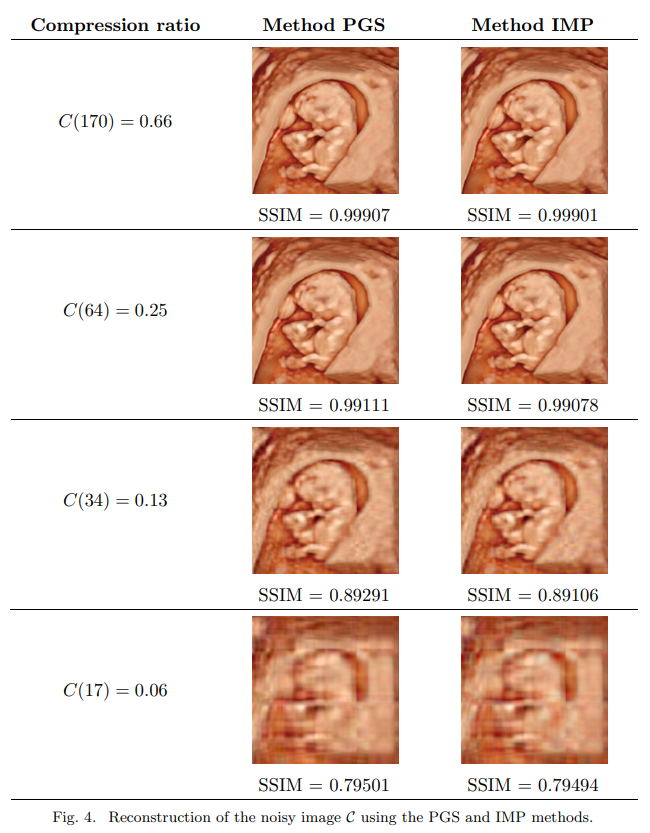 Compression ratio Method PGS Method IMP
C(170) = 0.66
SSIM = 0.99907 SSIM = 0.99901
C(64) = 0.25
SSIM = 0.99111 SSIM = 0.99078
C(34) = 0.13
SSIM = 0.89291 SSIM = 0.89106
C(17) = 0.06
SSIM = 0.79501 SSIM = 0.79494
Fig. 4. Reconstruction of the noisy image 𝒞 using the PGS and IMP methods.